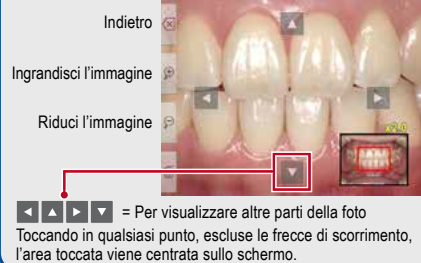 Indietro
Ingrandisci l'immagine
Riduci l'immagine
x2.0
= Per visualizzare altre parti della foto
Toccando in qualsiasi punto, escluse le frecce di scorrimento,
l'area toccata viene centrata sullo schermo.